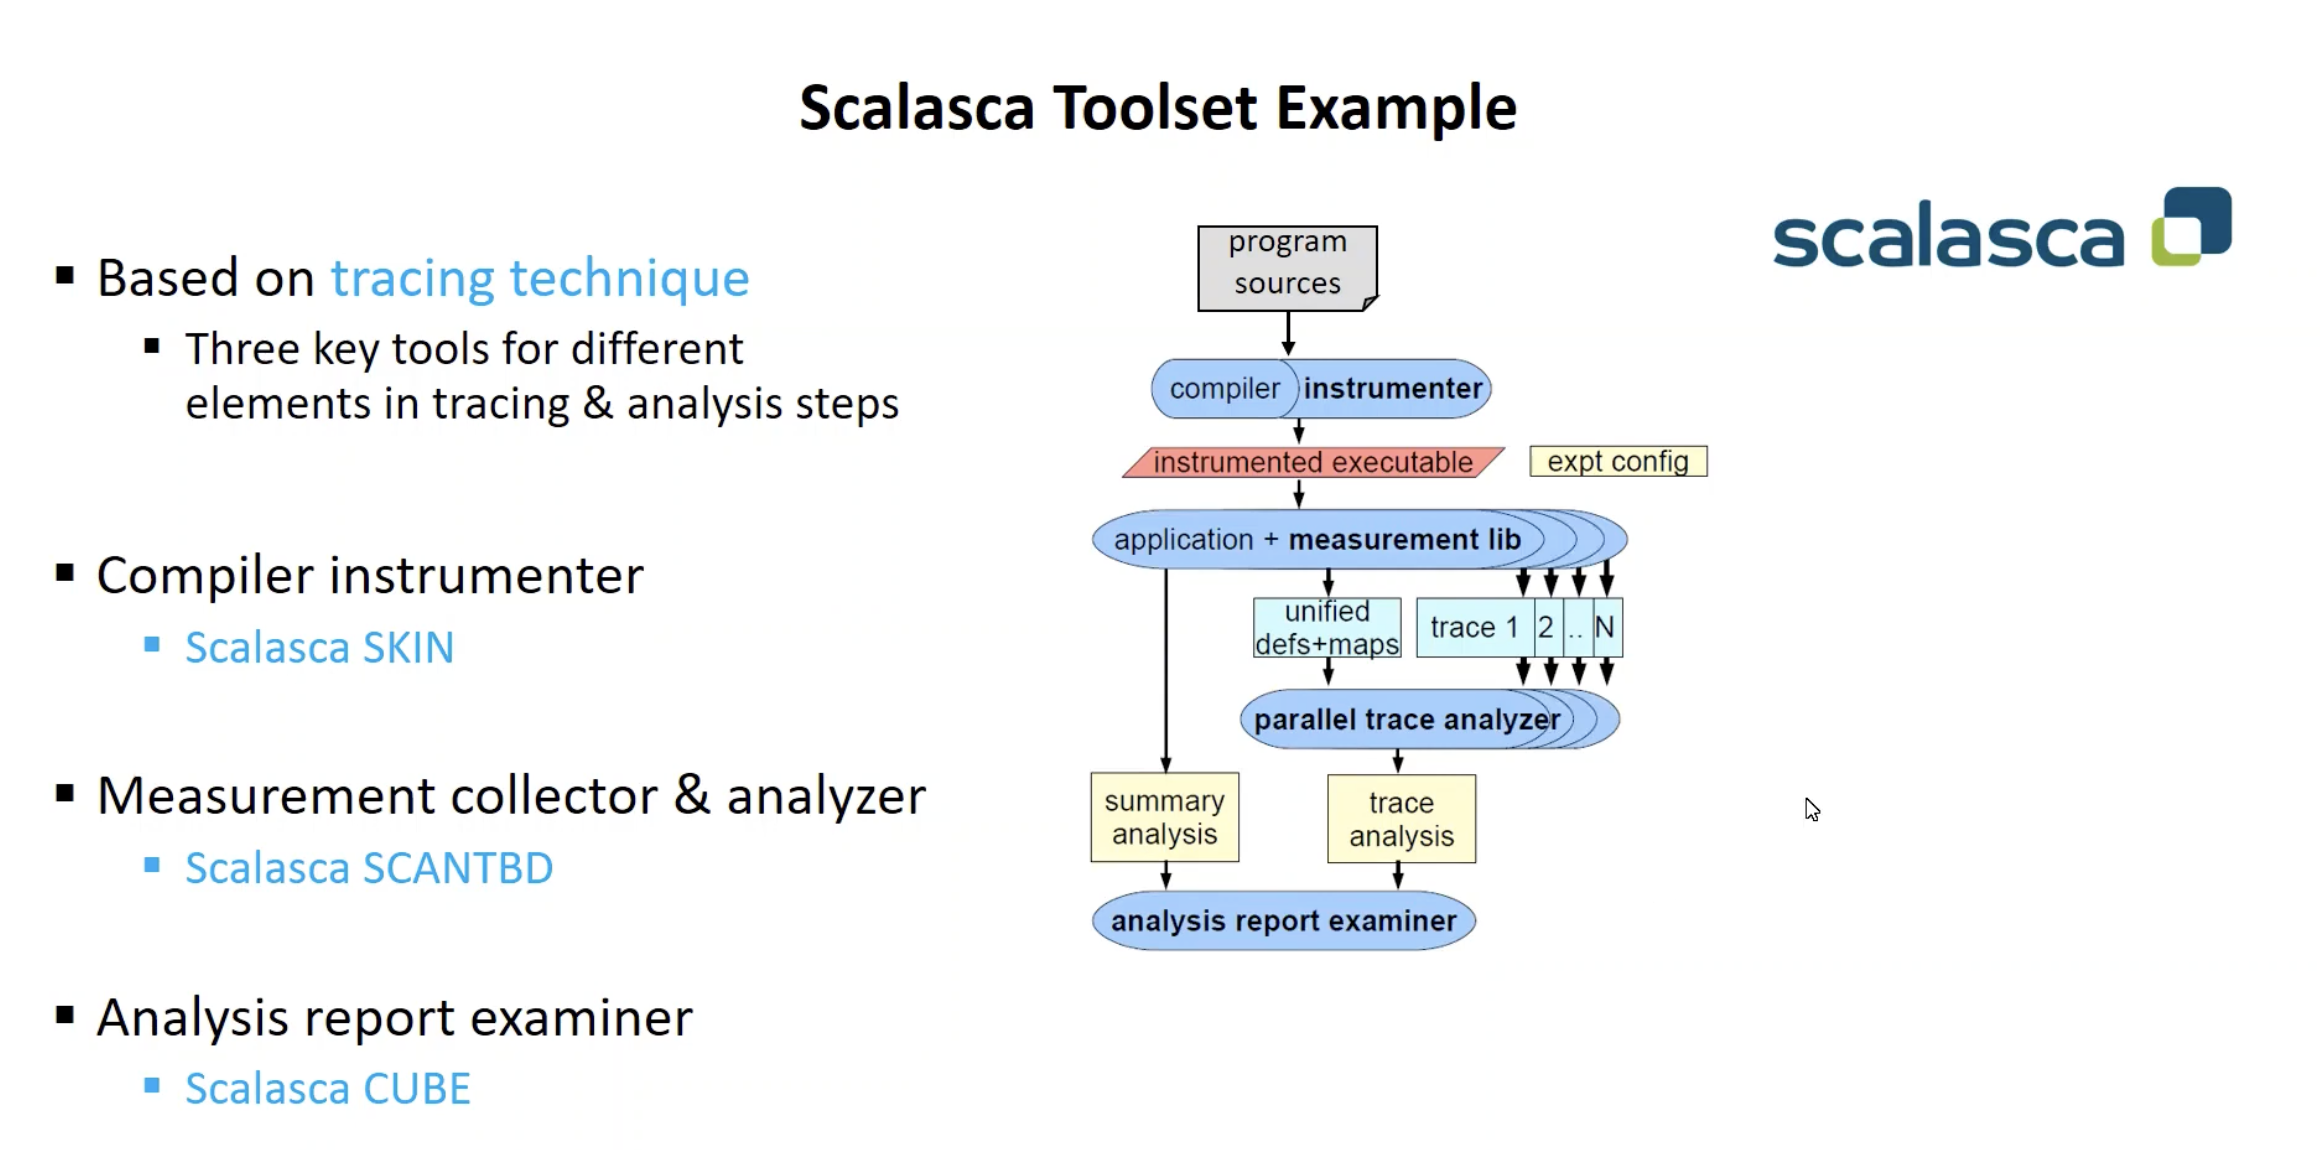 Scalasca Toolset Example
scalasca
Based on tracing technique
Three key tools for different
elements in tracing & analysis steps
Compiler instrumenter
Scalasca SKIN
Measurement collector & analyzer
Scalasca SCANTBD
Analysis report examiner
Scalasca CUBE
program
sources
compiler instrumenter
instrumented executable
expt config
application + measurement lib
unified
defs+maps
trace 1 2 .. N
parallel trace analyzer
summary
analysis
trace
analysis
analysis report examiner